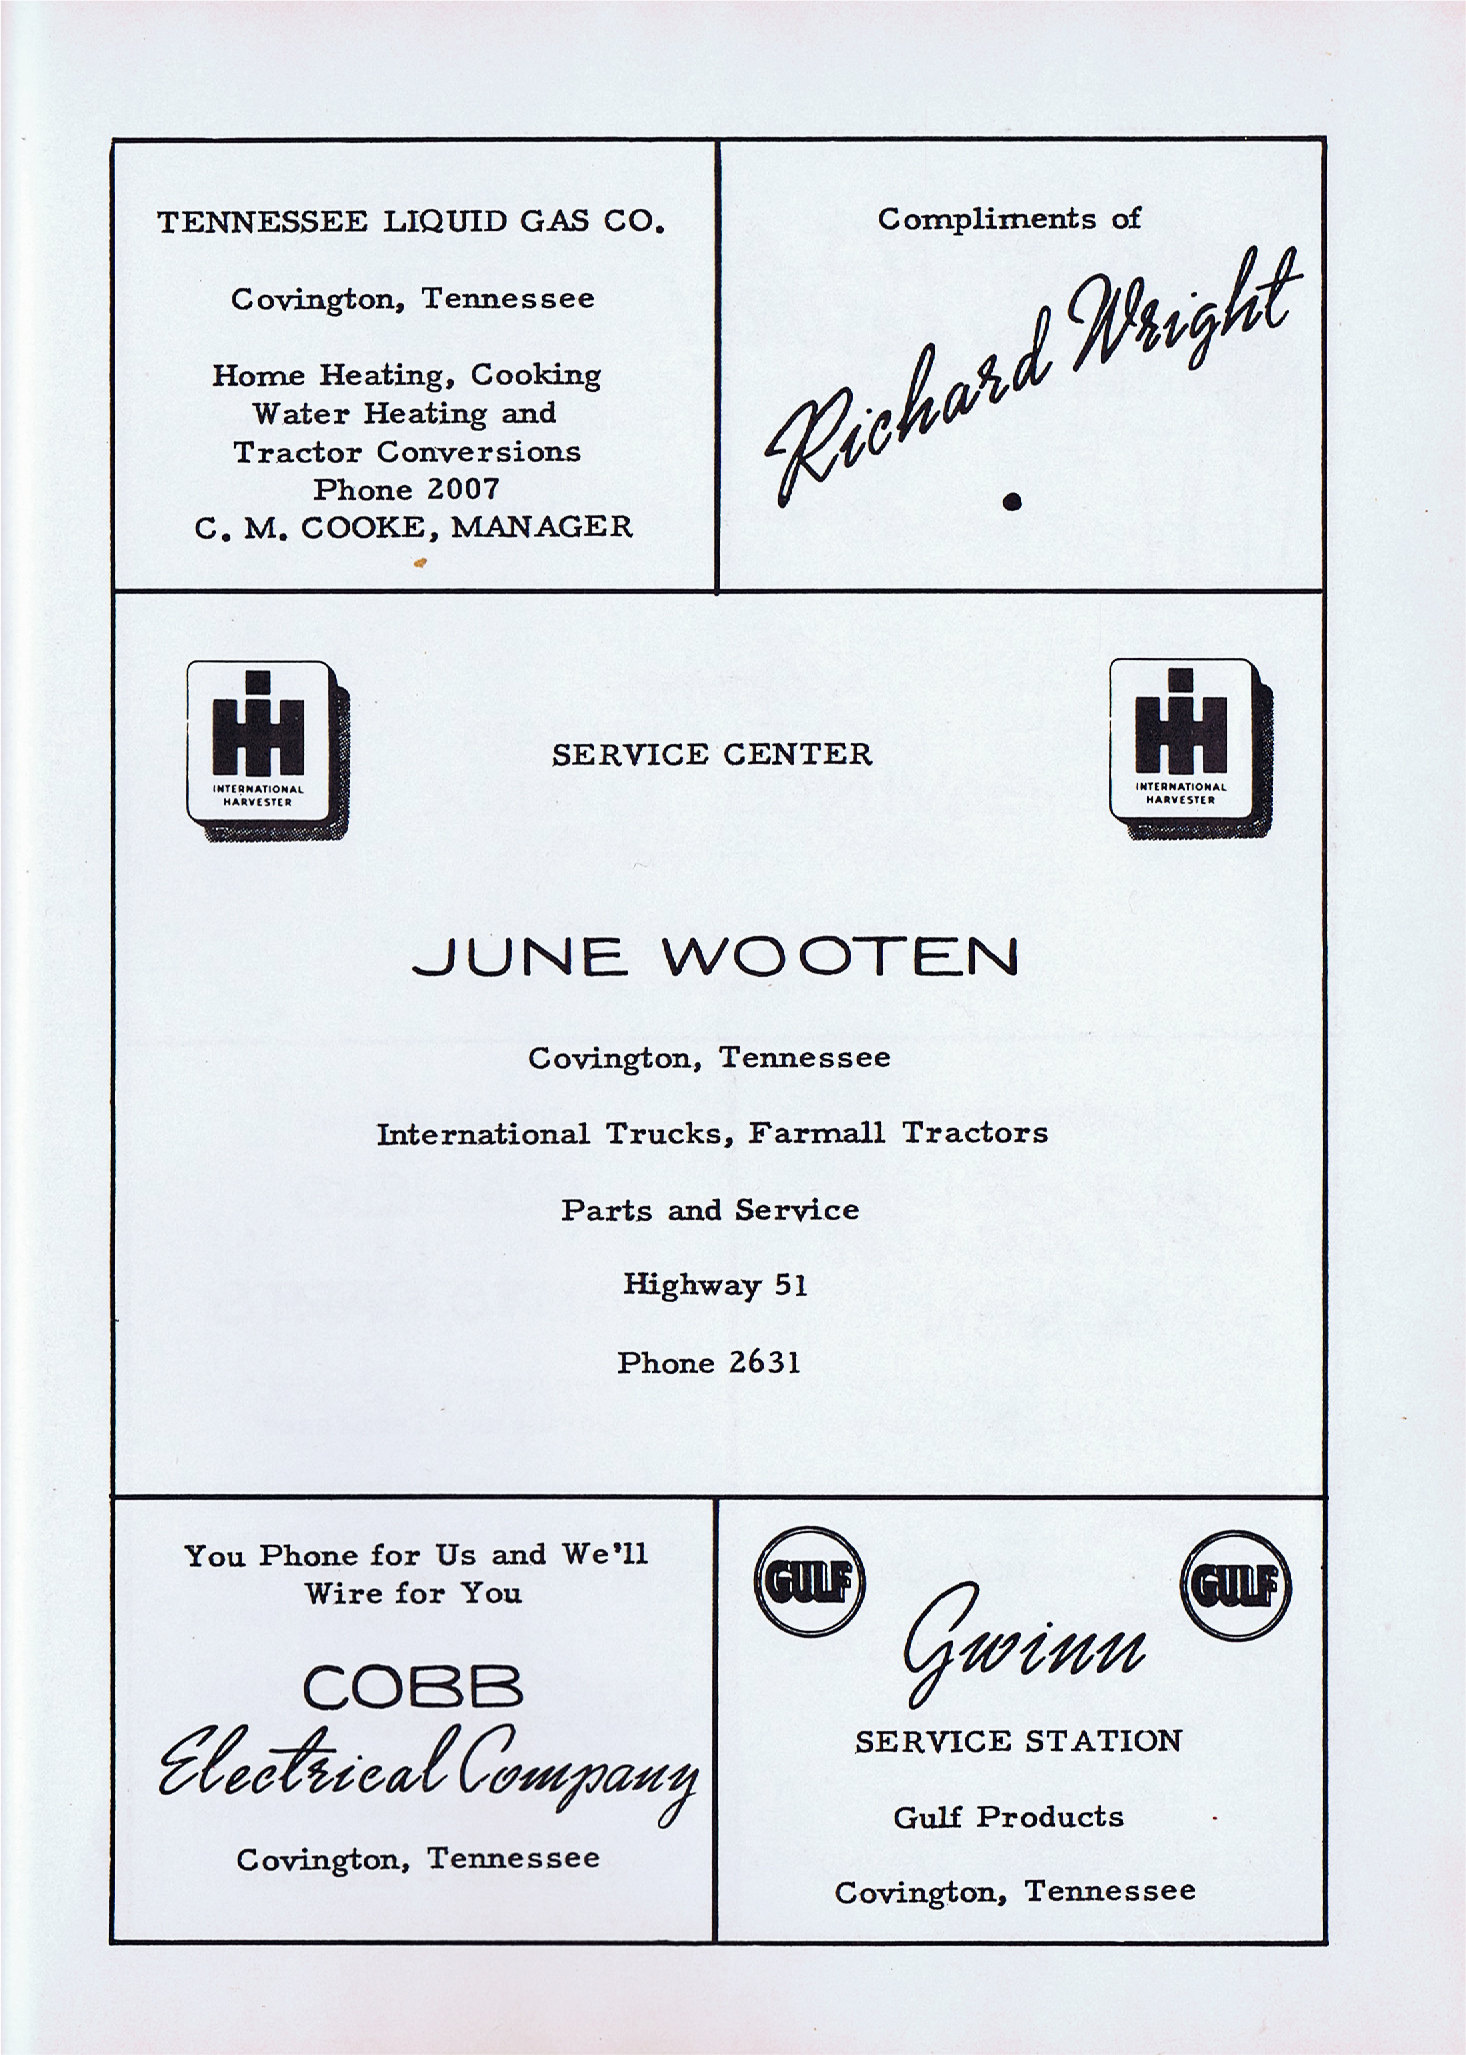 TENNESSEE LIQUID GAS CO.
Covington, Tennessee
Home Heating, Cooking
Water Heating and
Tractor Conversions
Phone 2007
C. M. COOKE, MANAGER
Compliments of
Richard Wright
IH
INTERNATIONAL
HARVESTER
SERVICE CENTER
IH
INTERNATIONAL
HARVESTER
JUNE WOOTEN
Covington, Tennessee
International Trucks, Farmall Tractors
Parts and Service
Highway 51
Phone 2631
You Phone for Us and We'll
Wire for You
COBB
Electrical Company
Covington, Tennessee
GULF
GULF
Gwinn
SERVICE STATION
Gulf Products
Covington, Tennessee